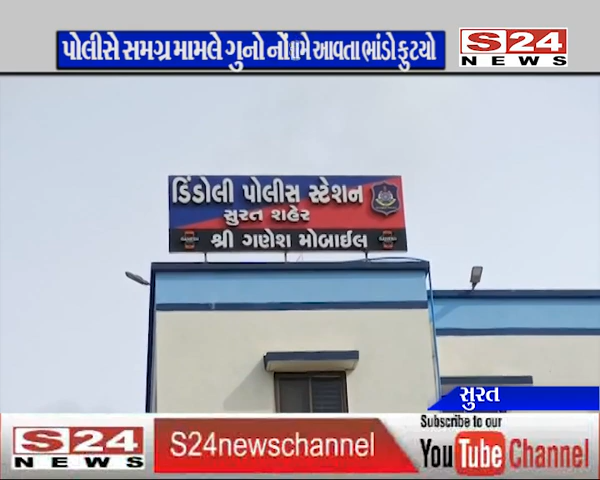 પોલીસે સમગ્ર મામલે ગુનો આવતા ભાંડો ફુટયો
S24
NEWS
ડિંડોલી પોલીસ સ્ટેશન
સુરત શહેર
શ્રી ગણેશ મોબાઈલ
સુરત
S24
NEWS
S24newschannel
Subscribe to our
YouTube Channel